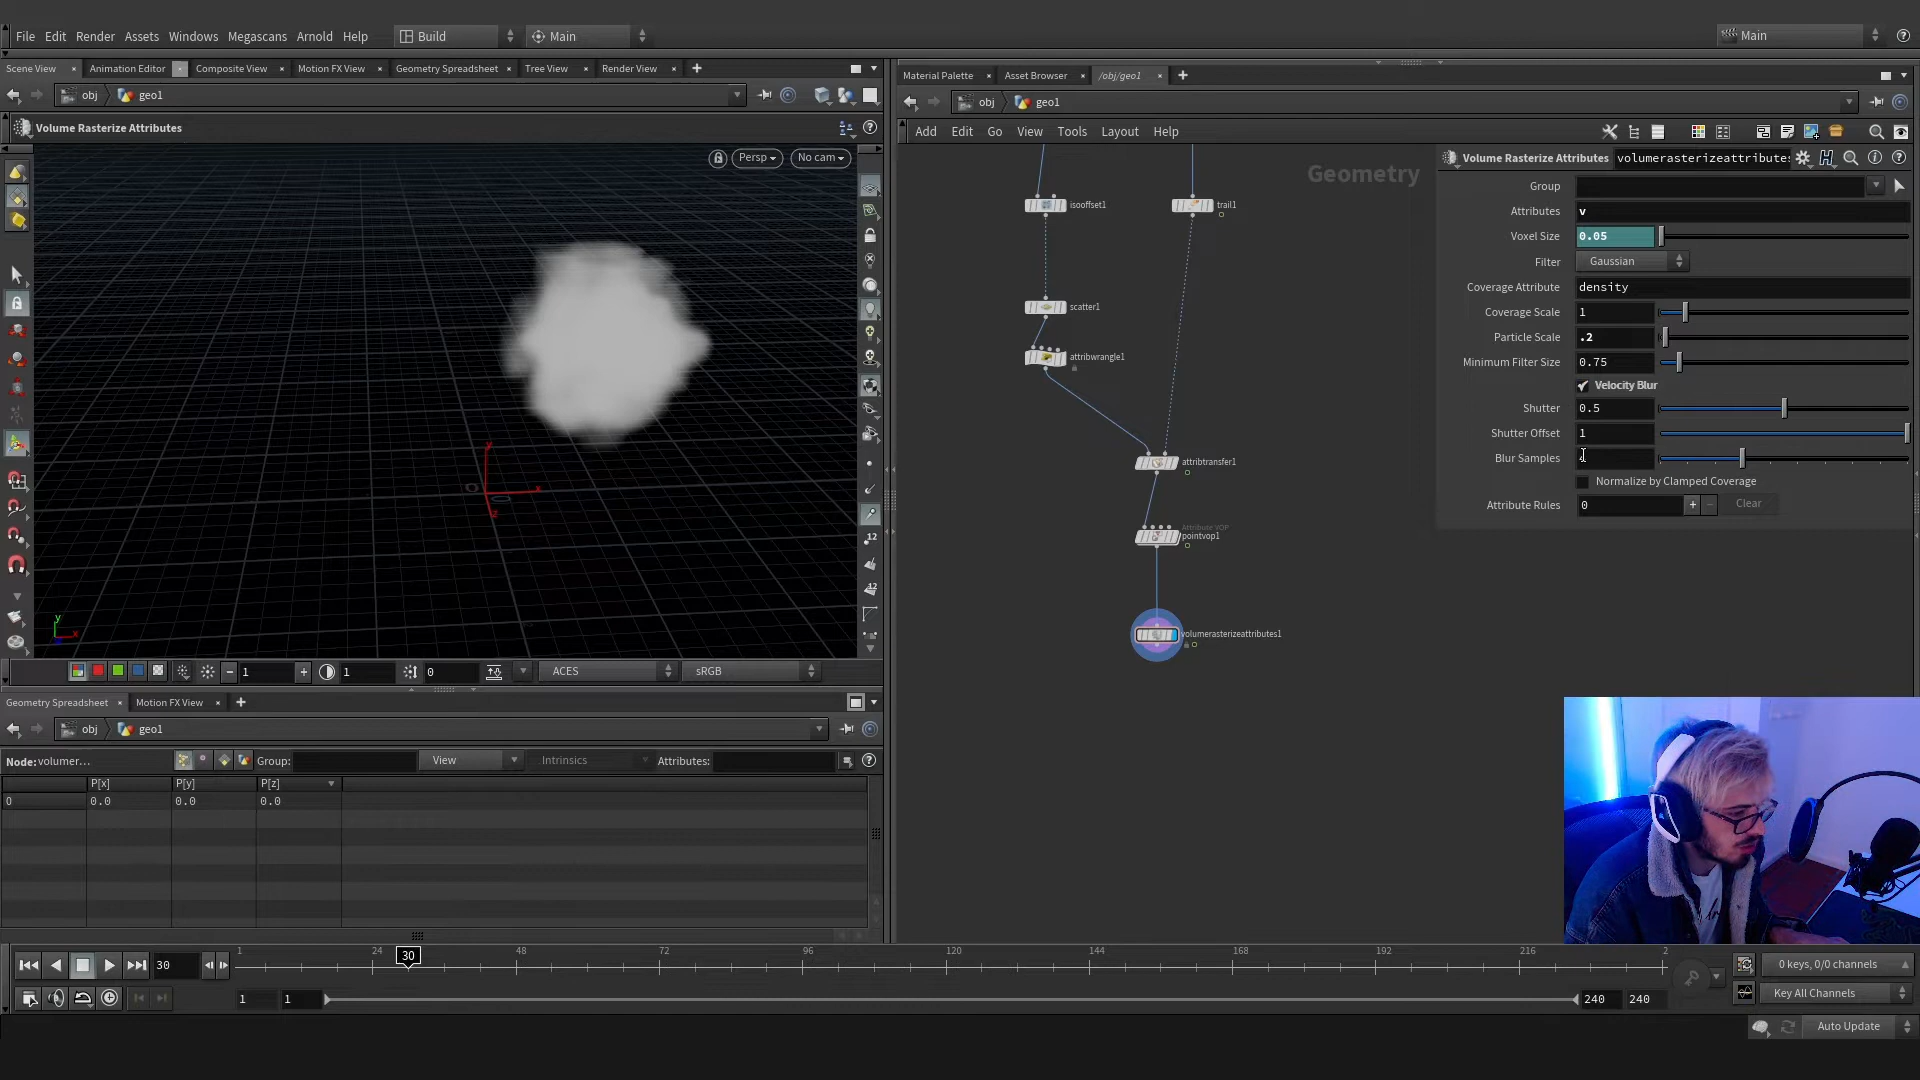 File Edit Render Assets Windows Megascans Arnold Help Build Main Main
Scene View Animation Editor Composite View Motion FX View Geometry Spreadsheet Tree View Render View
Material Palette Asset Browser /obj/geo1
obj geo1
obj geo1
Volume Rasterize Attributes
Add Edit Go View Tools Layout Help
Persp No cam
Geometry
Volume Rasterize Attributes volumerasterizeattributes
Group
Attributes v
Voxel Size 0.05
Filter Gaussian
Coverage Attribute density
Coverage Scale 1
Particle Scale .2
Minimum Filter Size 0.75
Velocity Blur
Shutter 0.5
Shutter Offset 1
Blur Samples
Normalize by Clamped Coverage
Attribute Rules 0 + - Clear
isooffset1
trail1
scatter1
attribwrangle1
attribtransfer1
Attribute VOP
pointvop1
volumerasterizeattributes1
y
x
z
y
x
12
12
1 1 0 ACES sRGB
Geometry Spreadsheet Motion FX View
obj geo1
Node: volumer... Group: View Intrinsics Attributes:
P[x] P[y] P[z]
0 0.0 0.0 0.0
30 1 24 30 48 72 96 120 144 168 192 216 2
0 keys, 0/0 channels
1 1 240 240
Key All Channels
Auto Update